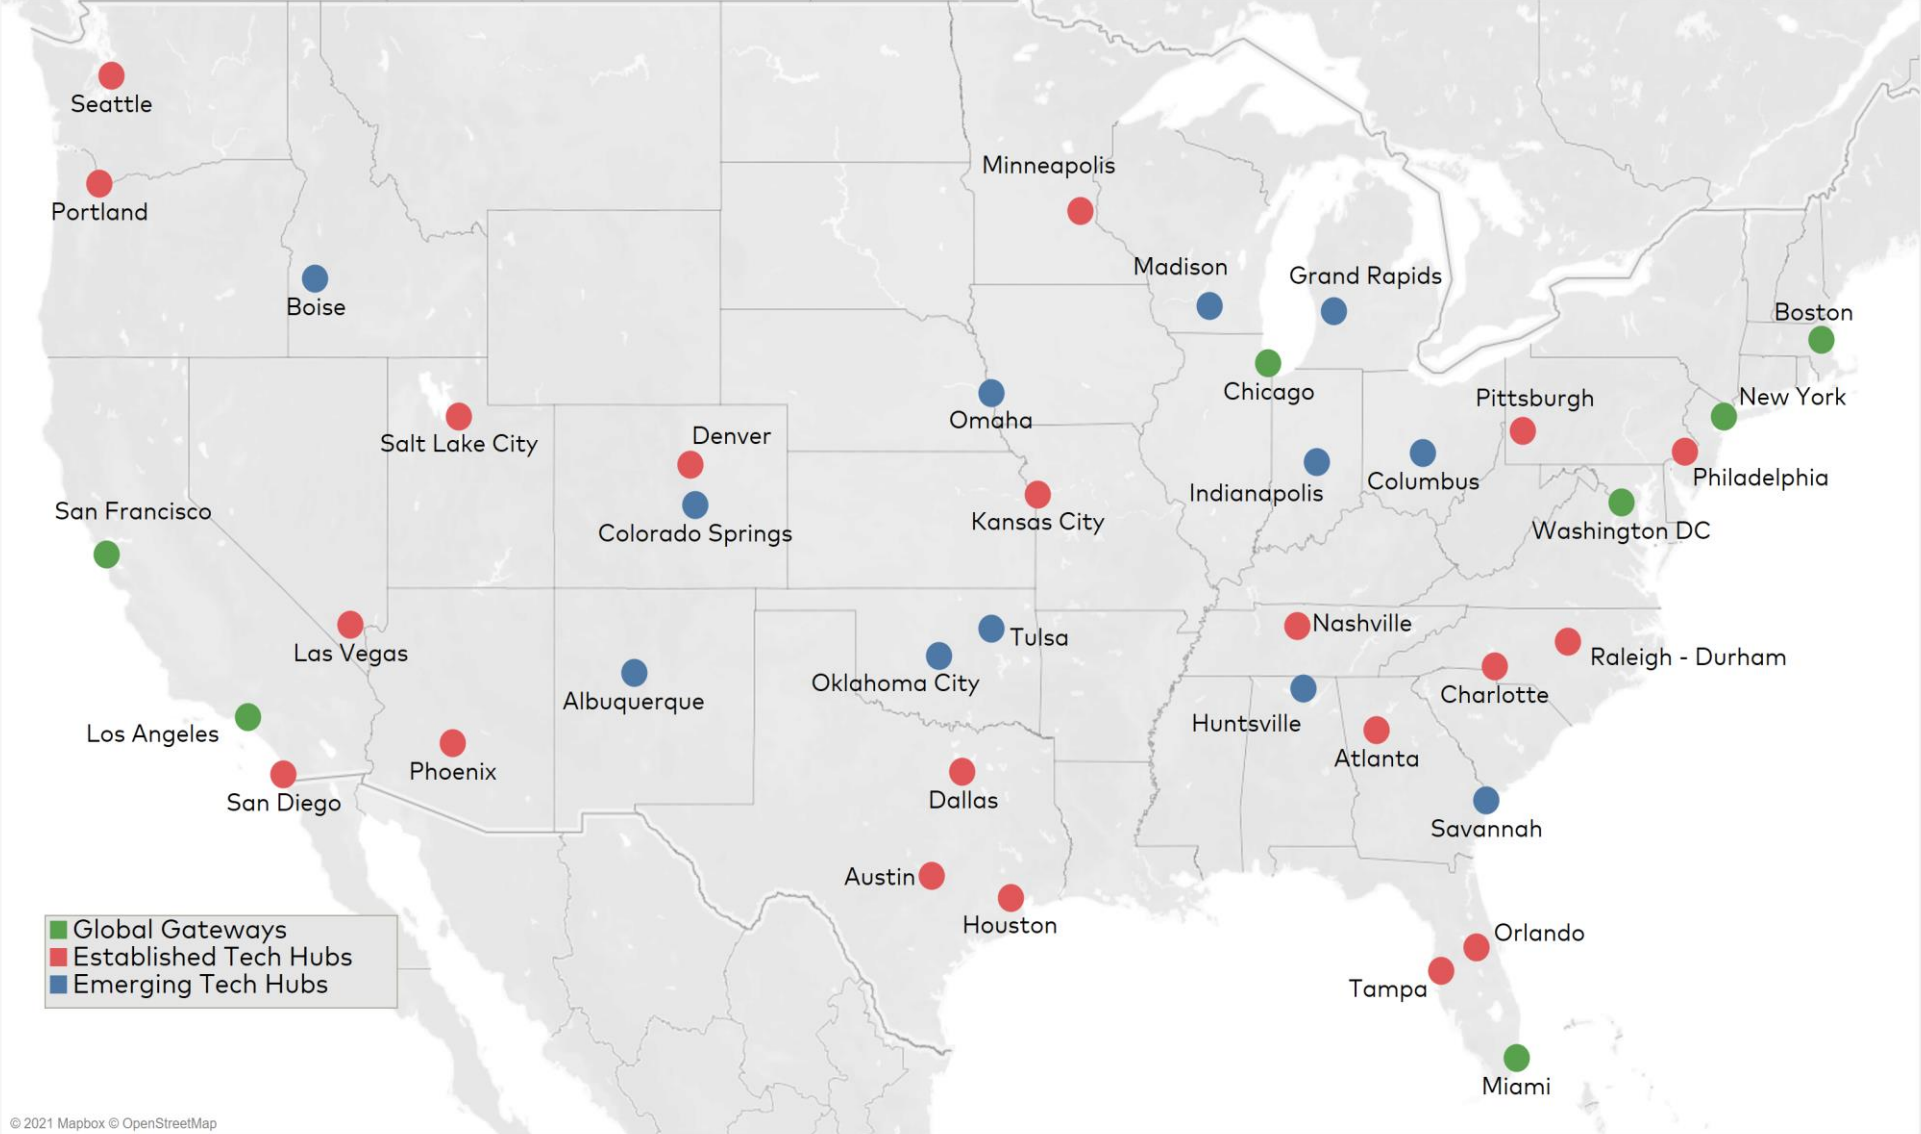 Seattle
Minneapolis
Portland
Madison
Grand Rapids
Boise
Boston
Chicago
Pittsburgh
New York
Omaha
Denver
Salt Lake City
Columbus
Philadelphia
Indianapolis
San Francisco
Kansas City
Washington DC
Colorado Springs
Nashville
Tulsa
Las Vegas
Raleigh - Durham
Oklahoma City
Charlotte
Albuquerque
Huntsville
Los Angeles
Atlanta
Phoenix
Dallas
San Diego
Savannah
Austin
Houston
Global Gateways
Established Tech Hubs
Emerging Tech Hubs
Orlando
Tampa
Miami
© 2021 Mapbox © OpenStreetMap